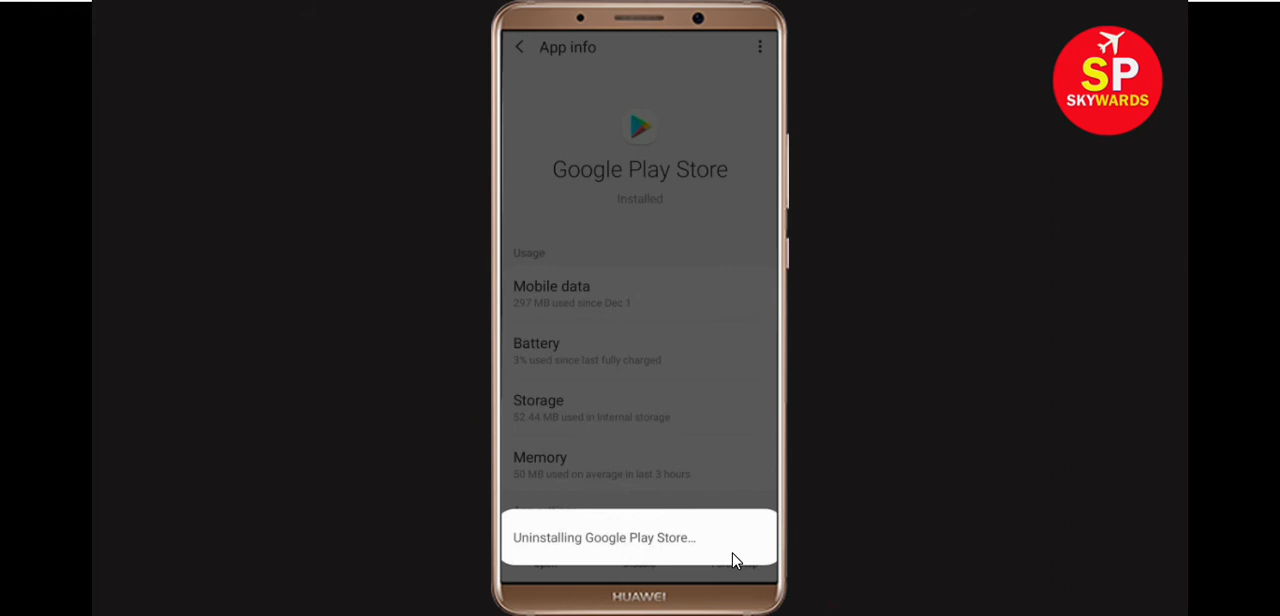 App info
SP
SKYWARDS
Google Play Store
Installed
Usage
Mobile data
297 MB used since Dec 1
Battery
3% used since last fully charged
Storage
52.44 MB used in Internal storage
Memory
50 MB used on average in last 3 hours
Uninstalling Google Play Store...
HUAWEI